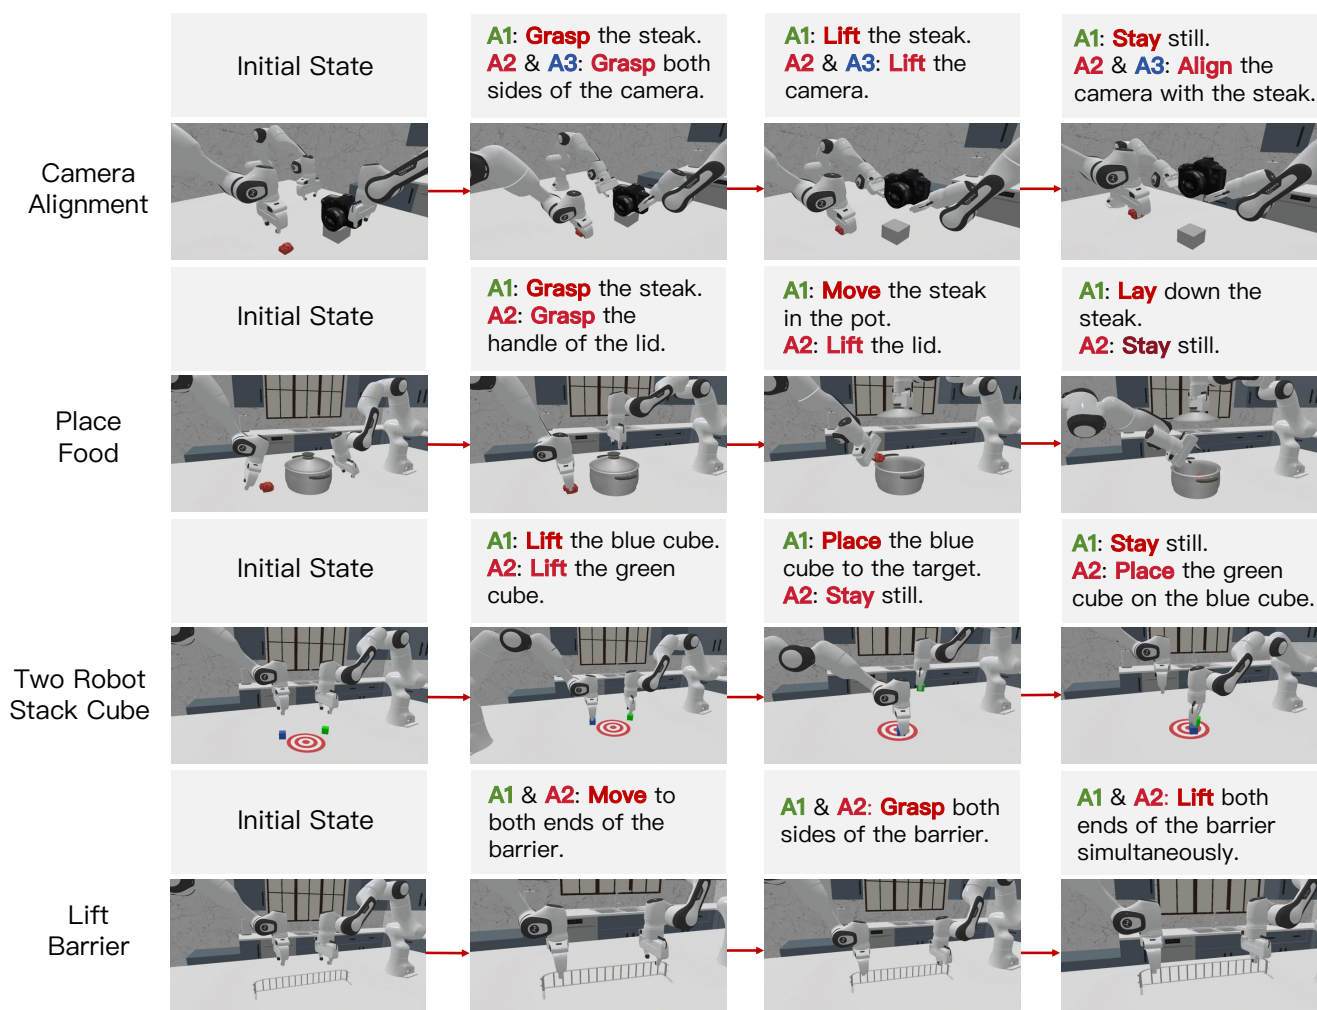 Initial State
A1: Grasp the steak.
A2 & A3: Grasp both
sides of the camera.
A1: Lift the steak.
A2 & A3: Lift the
camera.
A1: Stay still.
A2 & A3: Align the
camera with the steak.
Camera
Alignment
Initial State
A1: Grasp the steak.
A2: Grasp the
handle of the lid.
A1: Move the steak
in the pot.
A2: Lift the lid.
A1: Lay down the
steak.
A2: Stay still.
Place
Food
Initial State
A1: Lift the blue cube.
A2: Lift the green
cube.
A1: Place the blue
cube to the target.
A2: Stay still.
A1: Stay still.
A2: Place the green
cube on the blue cube.
Two Robot
Stack Cube
Initial State
A1 & A2: Move to
both ends of the
barrier.
A1 & A2: Grasp both
sides of the barrier.
A1 & A2: Lift both
ends of the barrier
simultaneously.
Lift
Barrier